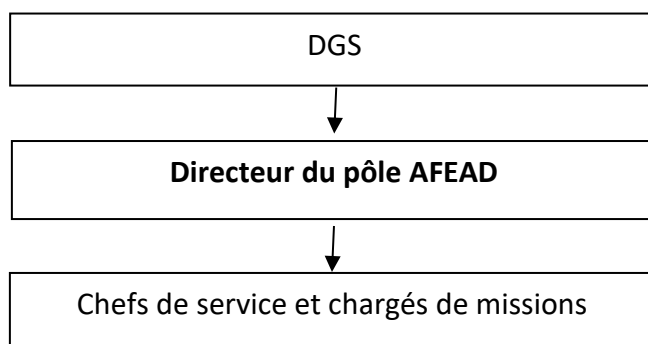 DGS
Directeur du pôle AFEAD
Chefs de service et chargés de missions